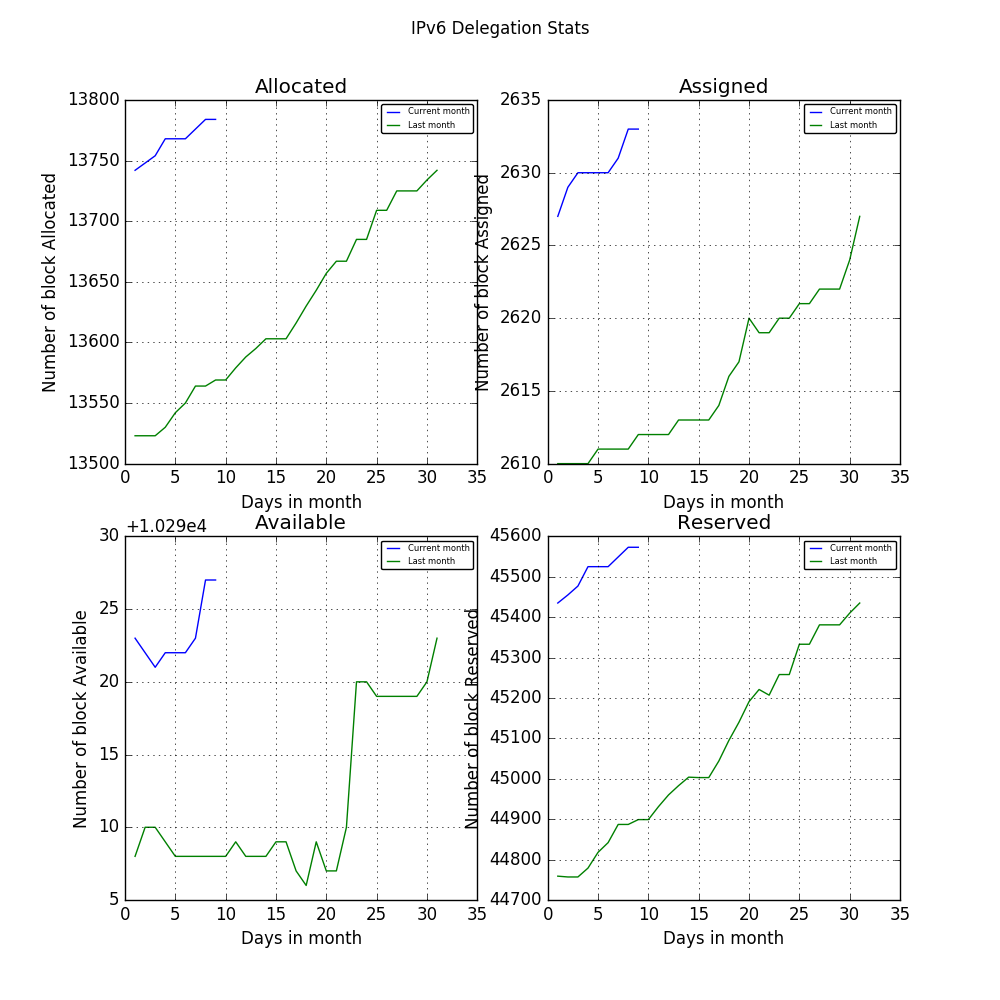 IPv6 Delegation Stats
Allocated
Number of block Allocated
13800
13750
13700
13650
13600
13550
13500
Current month
Last month
0 5 10 15 20 25 30 35
Days in month
Assigned
Number of block Assigned
2635
2630
2625
2620
2615
2610
Current month
Last month
0 5 10 15 20 25 30 35
Days in month
Available
+1.029e4
Number of block Available
30
25
20
15
10
5
Current month
Last month
0 5 10 15 20 25 30 35
Days in month
Reserved
Number of block Reserved
45600
45500
45400
45300
45200
45100
45000
44900
44800
44700
Current month
Last month
0 5 10 15 20 25 30 35
Days in month